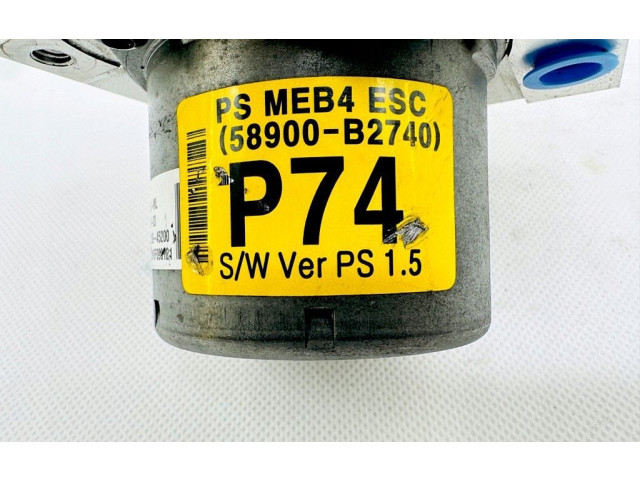 PS MEB4 ESC
(58900-B2740)
P74
S/W Ver PS 1.5